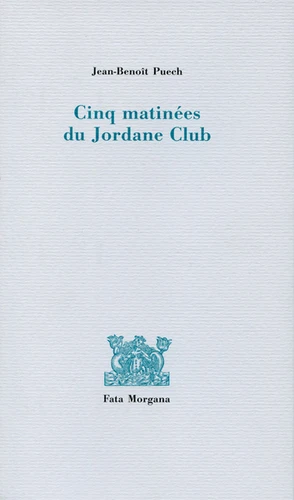 Jean-Benoît Puech
Cinq matinées
du Jordane Club
Fata Morgana